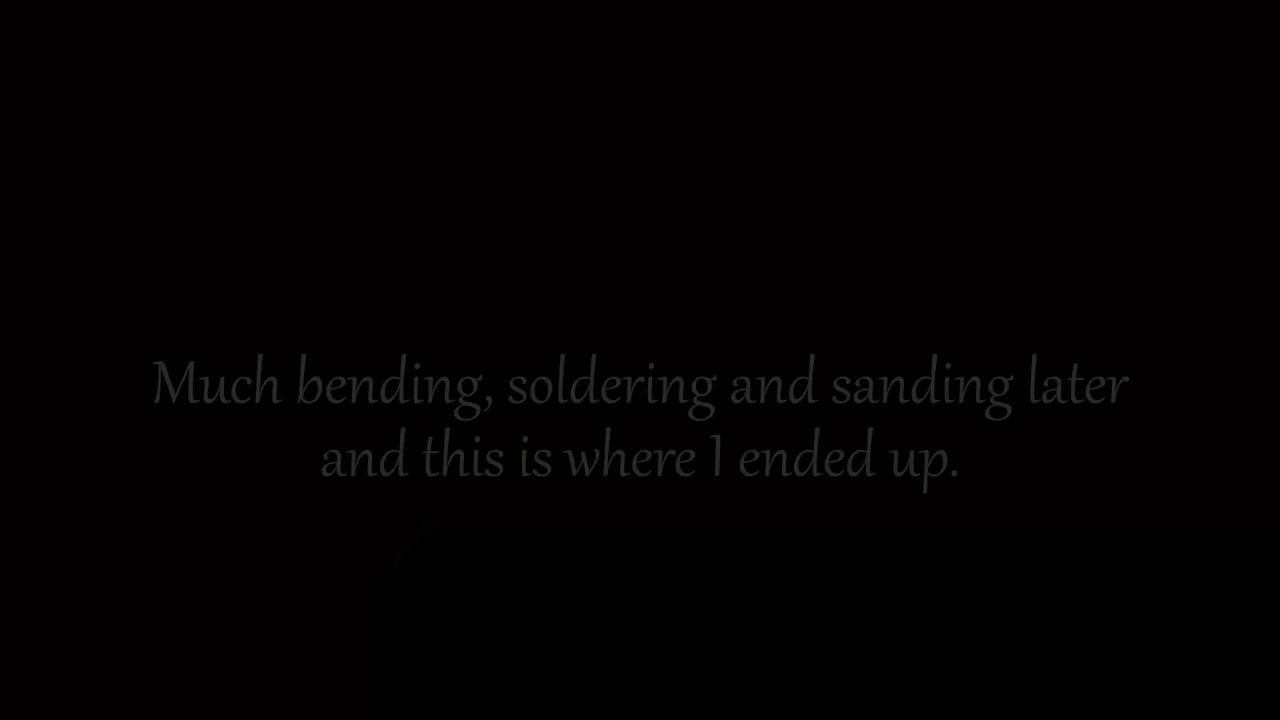 Much bending, soldering and sanding later
and this is where I ended up.